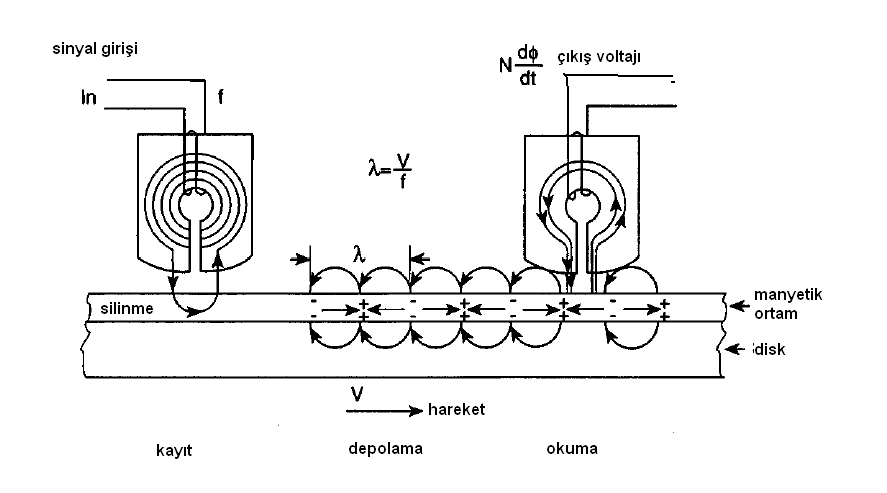 sinyal girişi
In
f
N dϕ/dt
çıkış voltajı
λ=V/f
λ
silinme
- + - + - + -
+ + + +
manyetik
ortam
disk
V
hareket
kayıt
depolama
okuma